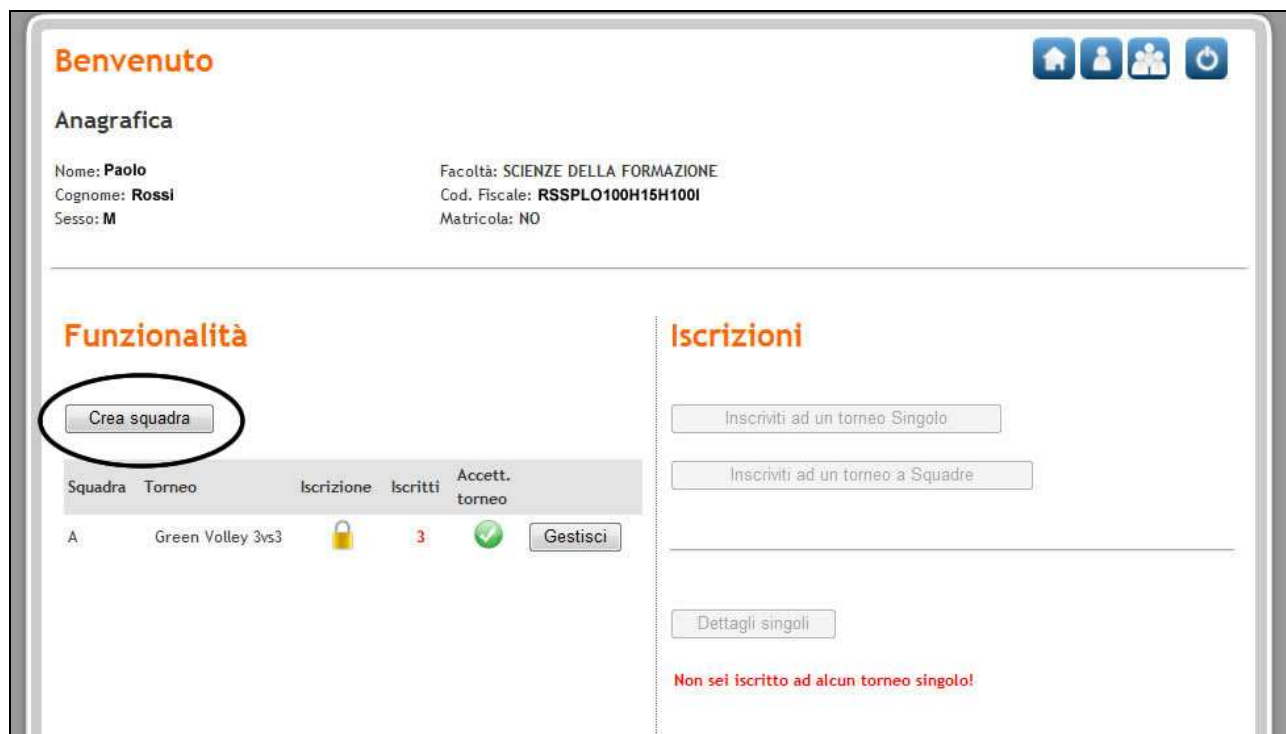 Benvenuto
Anagrafica
Nome: Paolo
Cognome: Rossi
Sesso: M
Facoltà: SCIENZE DELLA FORMAZIONE
Cod. Fiscale: RSSPLO100H15H100I
Matricola: NO
Funzionalità
Crea squadra
Squadra Torneo Iscrizione Iscritti Accett. torneo
A Green Volley 3vs3 3 Gestisci
Iscrizioni
Inscriviti ad un torneo Singolo
Inscriviti ad un torneo a Squadre
Dettagli singoli
Non sei iscritto ad alcun torneo singolo!